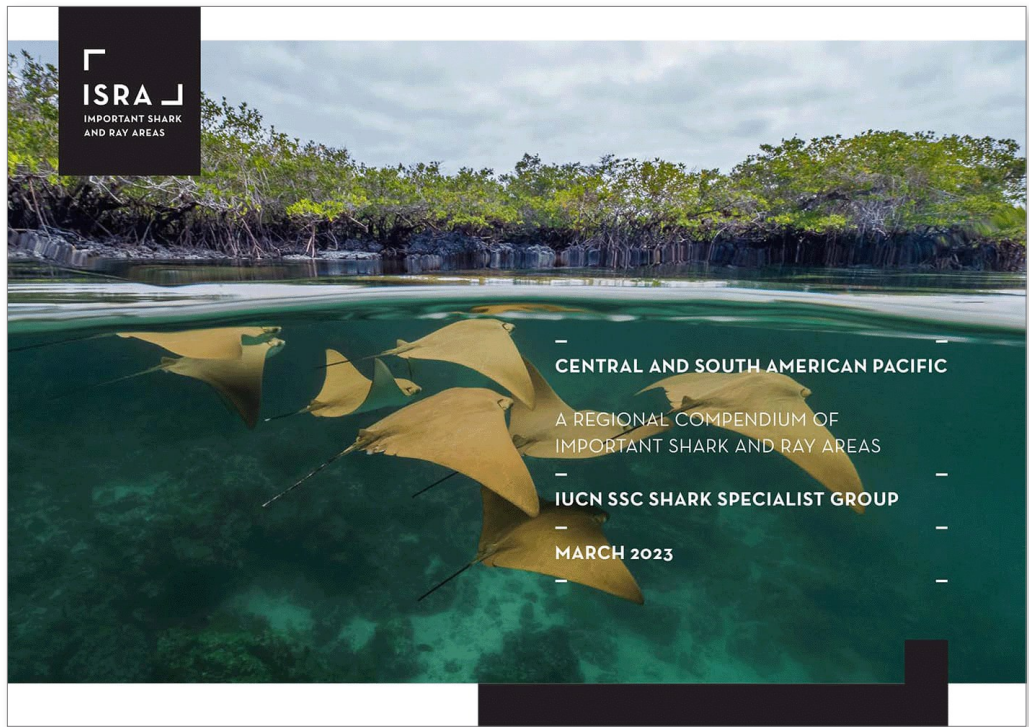 ISRA
IMPORTANT SHARK
AND RAY AREAS
CENTRAL AND SOUTH AMERICAN PACIFIC
A REGIONAL COMPENDIUM OF
IMPORTANT SHARK AND RAY AREAS
IUCN SSC SHARK SPECIALIST GROUP
MARCH 2023